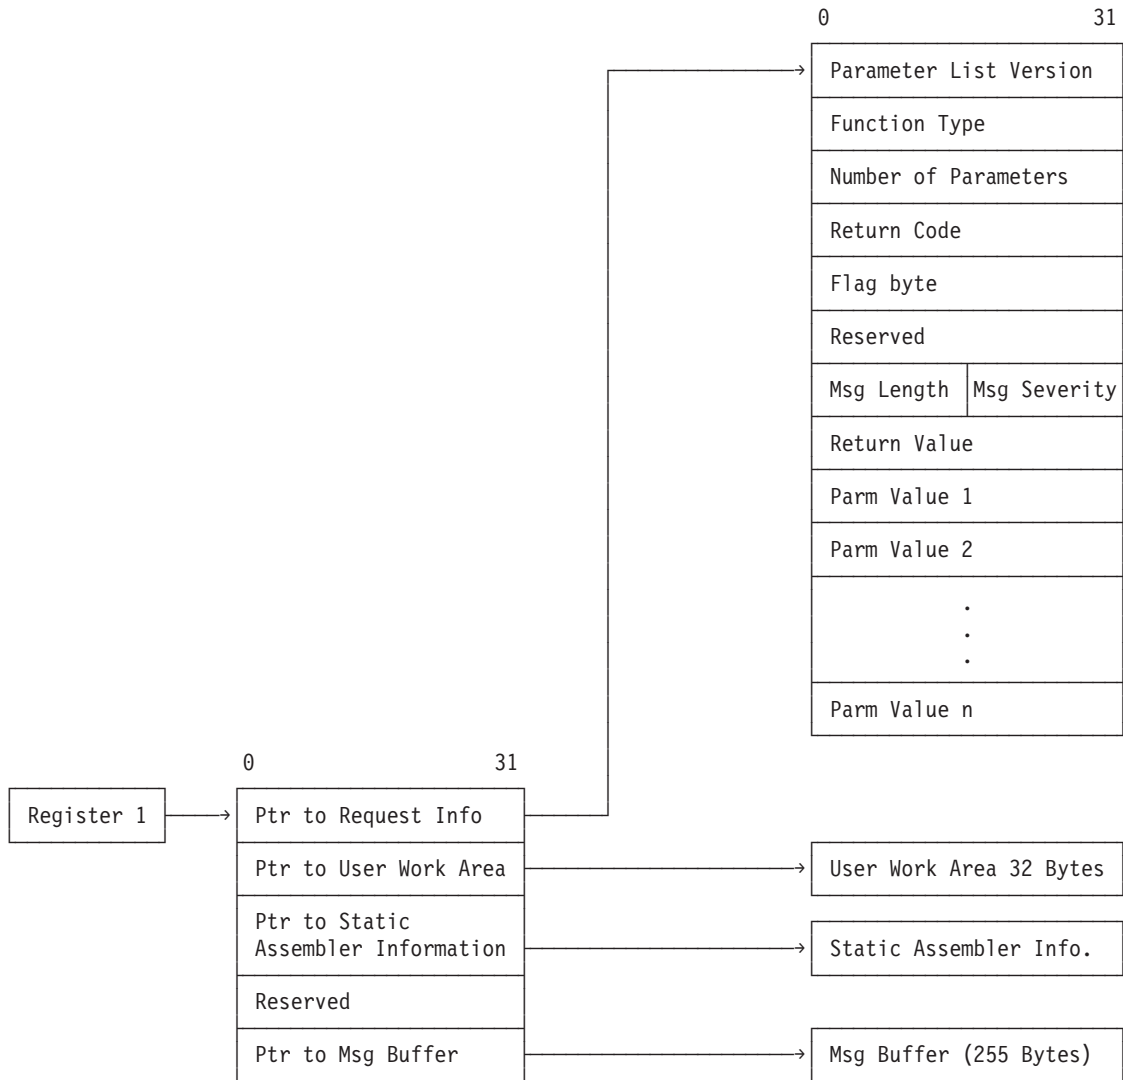 0 31
Parameter List Version
Function Type
Number of Parameters
Return Code
Flag byte
Reserved
Msg Length Msg Severity
Return Value
Parm Value 1
Parm Value 2
.
.
.
Parm Value n
0 31
Register 1 Ptr to Request Info
Ptr to User Work Area User Work Area 32 Bytes
Ptr to Static
Assembler Information Static Assembler Info.
Reserved
Ptr to Msg Buffer Msg Buffer (255 Bytes)